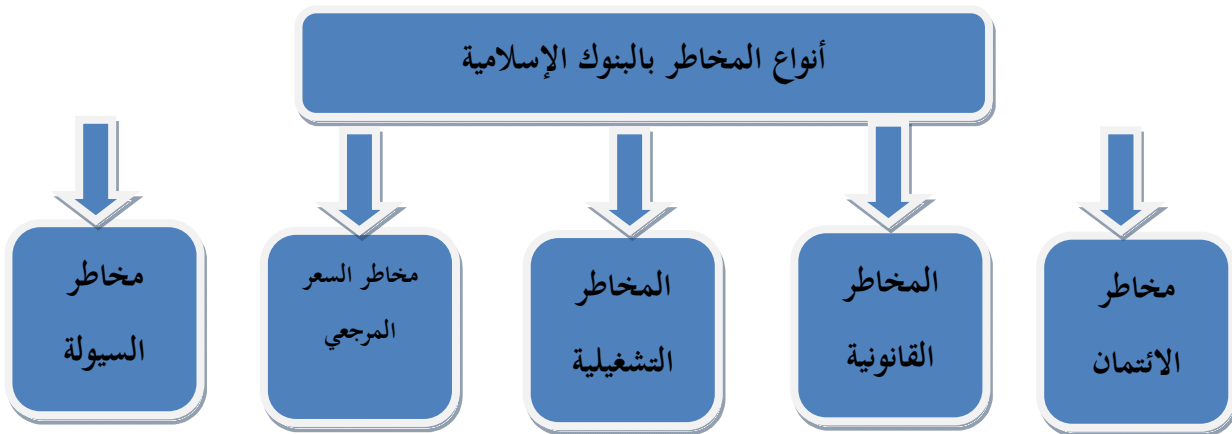 أنواع المخاطر بالبنوك الإسلامية
مخاطر
الائتمان
المخاطر
القانونية
المخاطر
التشغيلية
مخاطر السعر
المرجعي
مخاطر
السيولة